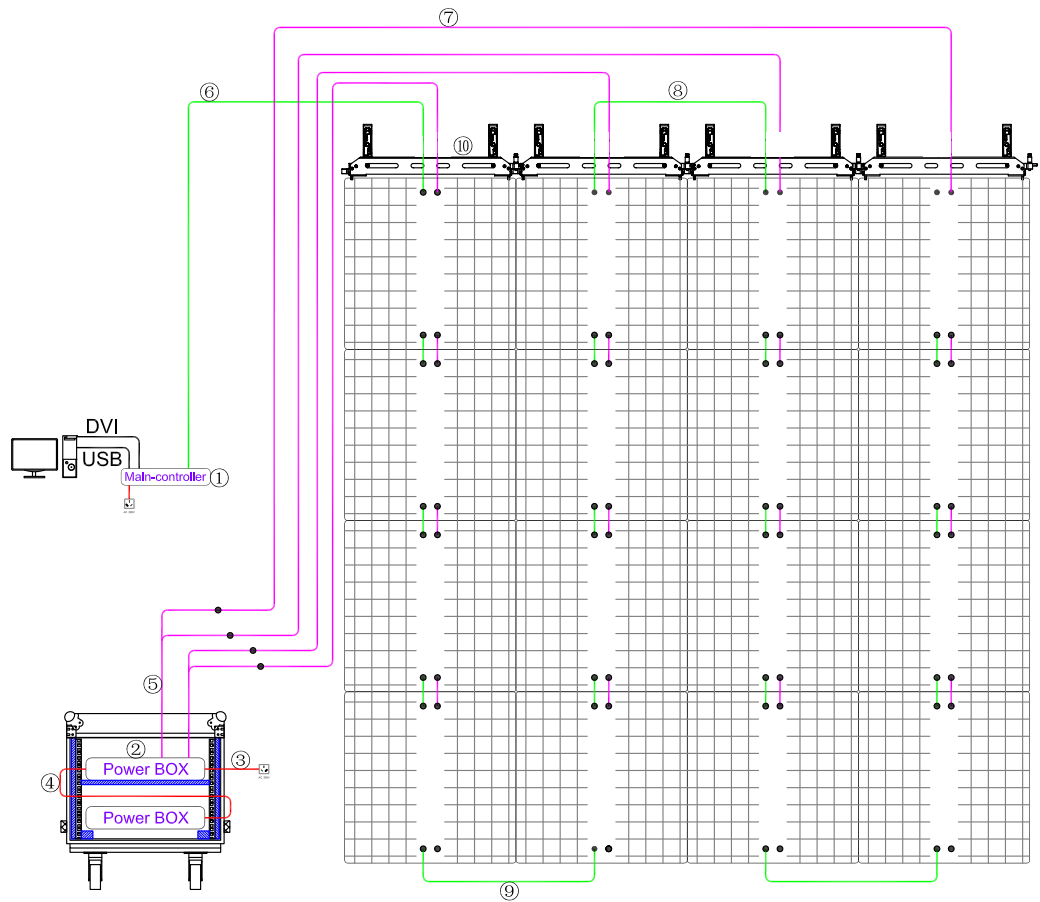 ⑦
⑥
⑧
⑩
DVI
USB
Main-controller ①
⑤
②
Power BOX
③
④
Power BOX
⑨